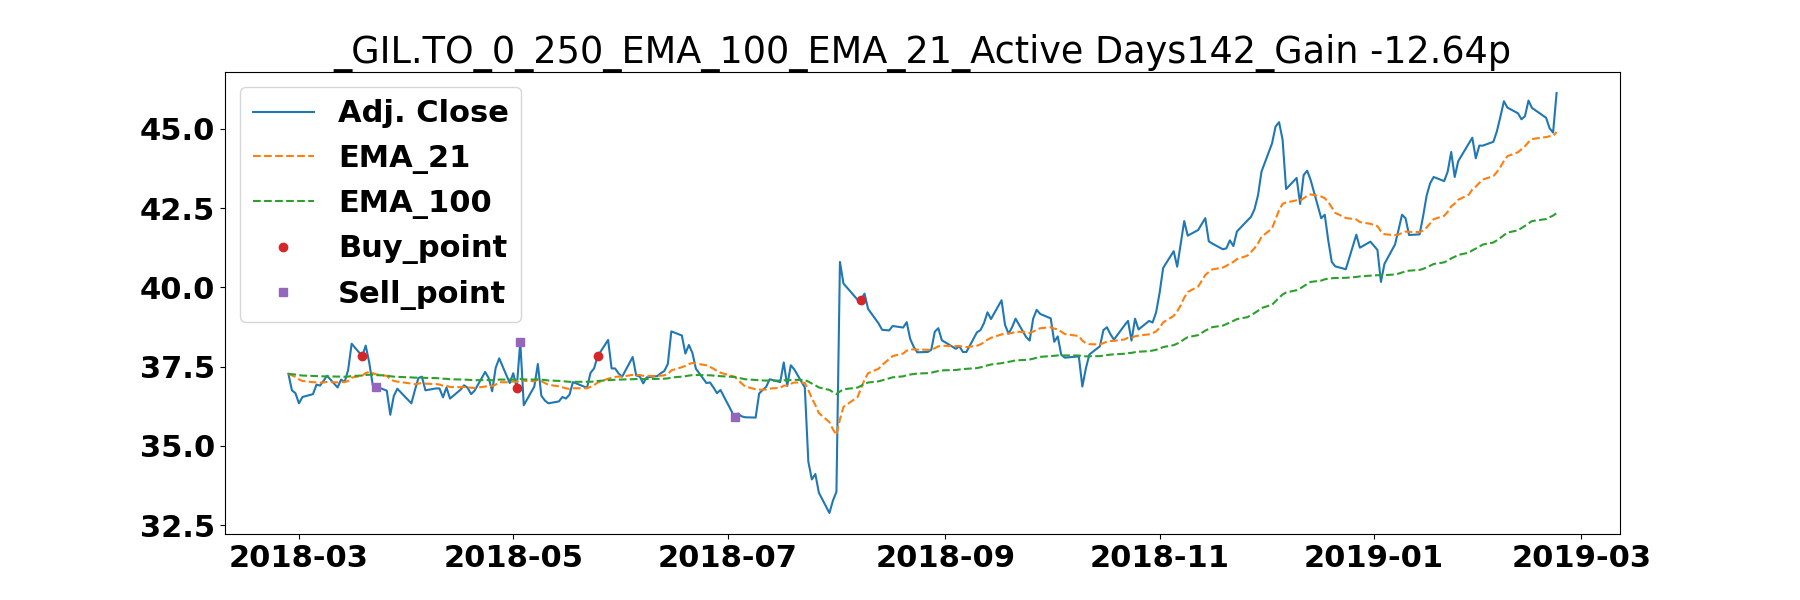 _GIL.TO_0_250_EMA_100_EMA_21_Active Days142_Gain -12.64p
Adj. Close
EMA_21
EMA_100
Buy_point
Sell_point
45.0
42.5
40.0
37.5
35.0
32.5
2018-03 2018-05 2018-07 2018-09 2018-11 2019-01 2019-03